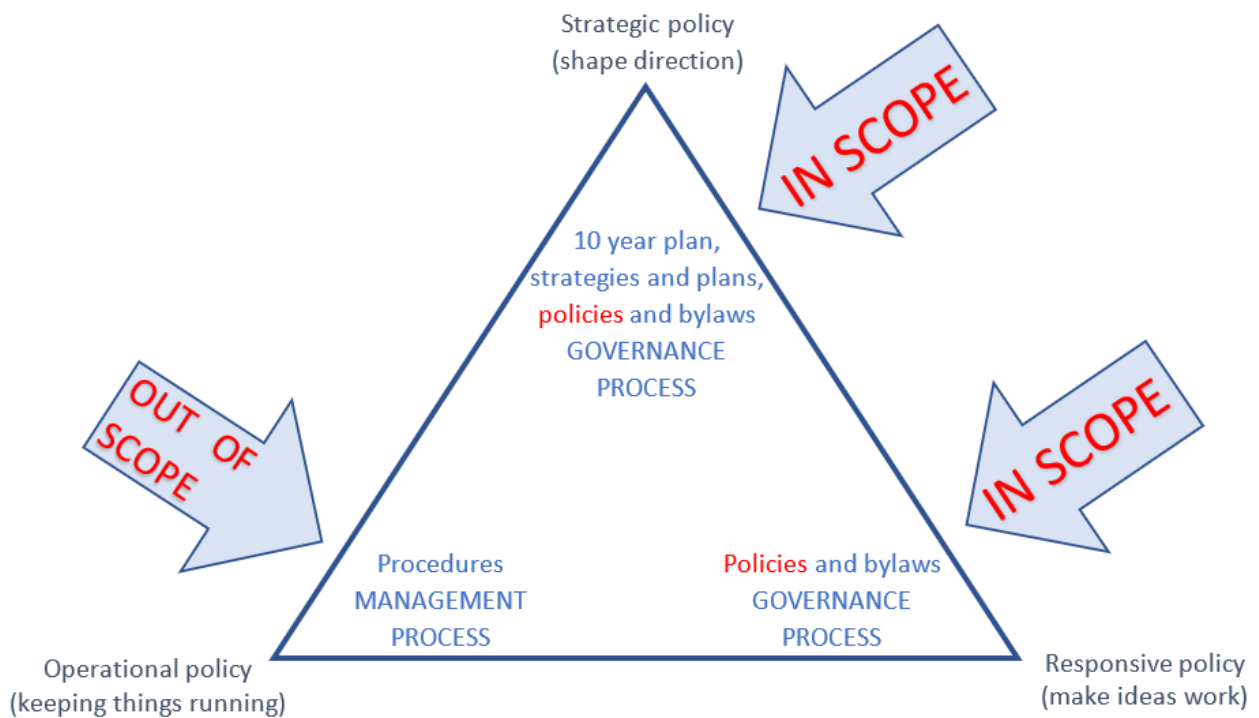 Strategic policy
(shape direction)
IN SCOPE
10 year plan,
strategies and plans,
policies and bylaws
GOVERNANCE
PROCESS
OUT OF
SCOPE
IN SCOPE
Procedures
MANAGEMENT
PROCESS
Policies and bylaws
GOVERNANCE
PROCESS
Operational policy
(keeping things running)
Responsive policy
(make ideas work)